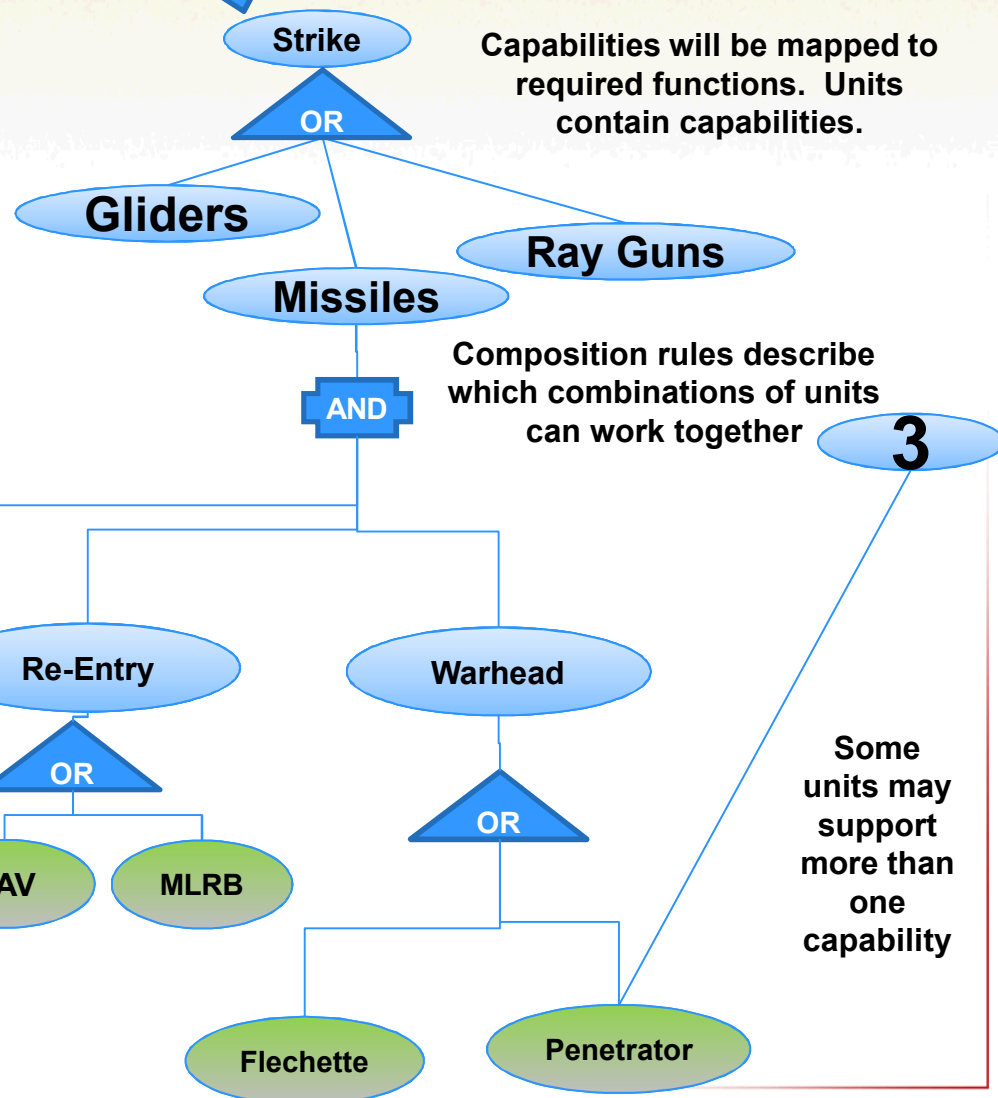 Strike
Capabilities will be mapped to
required functions. Units
contain capabilities.
OR
Gliders
Ray Guns
Missiles
Composition rules describe
which combinations of units
can work together
AND
3
Re-Entry
Warhead
OR
OR
Some
units may
support
more than
one
capability
AV
MLRB
Flechette
Penetrator